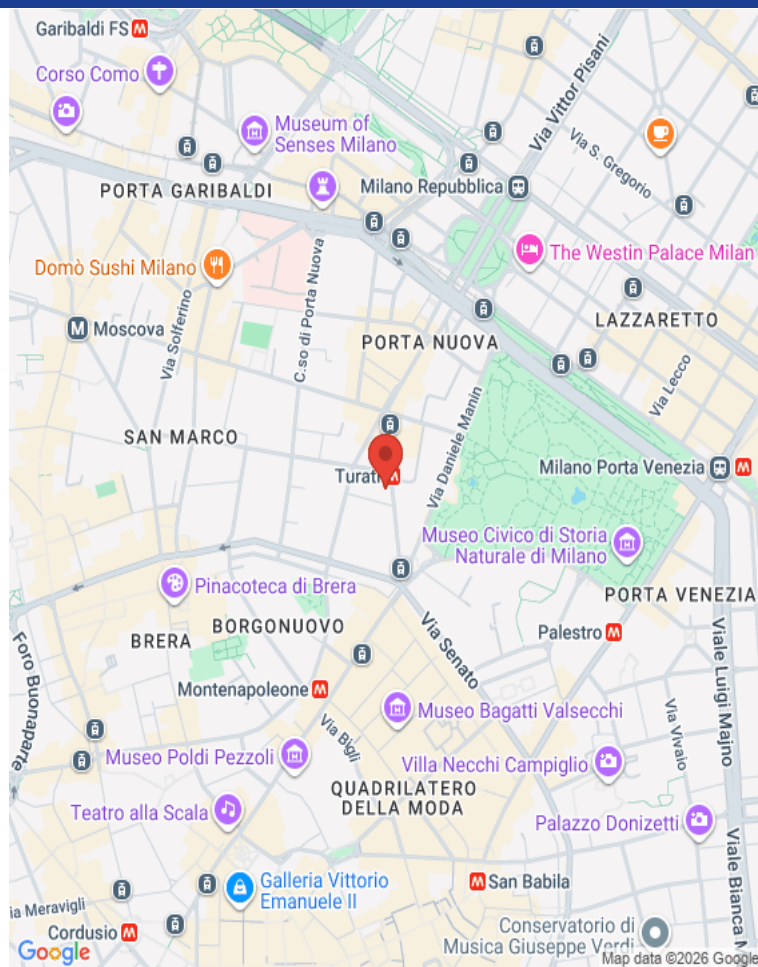 Garibaldi FS M
Corso Como
Museum of
Senses Milano
Via Vittor Pisani
Via S. Gregorio
PORTA GARIBALDI
Milano Repubblica
Domò Sushi Milano
The Westin Palace Milan
C.so di Porta Nuova
Via Solferino
M Moscova
LAZZARETTO
PORTA NUOVA
Via Lecco
Via Daniele Manin
SAN MARCO
Turati M
Milano Porta Venezia M
Museo Civico di Storia
Naturale di Milano
Pinacoteca di Brera
PORTA VENEZIA
BORGONUOVO
BRERA
Via Senato
Palestro M
Foro Buonaparte
Montenapoleone M
Viale Luigi Majno
Museo Bagatti Valsecchi
Via Vivaio
Via Bigli
Museo Poldi Pezzoli
Villa Necchi Campiglio
QUADRILATERO
DELLA MODA
Teatro alla Scala
Palazzo Donizetti
Viale Bianca M
Galleria Vittorio
Emanuele II
M San Babila
ia Meravigli
Cordusio M
Conservatorio di
Musica Giuseppe Verdi
Google
Map data ©2026 Google